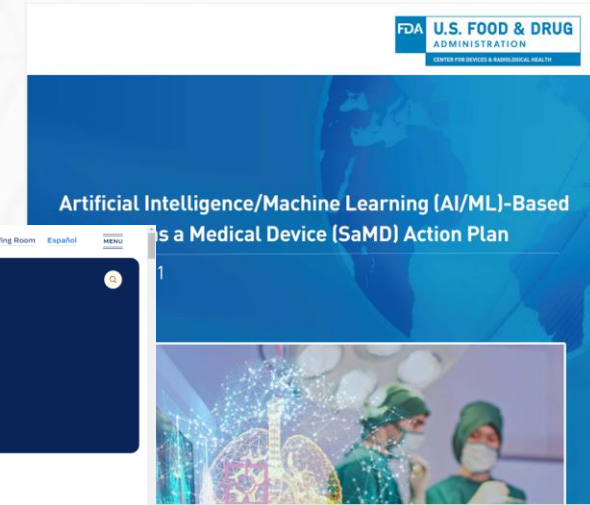 FDA U.S. FOOD & DRUG
ADMINISTRATION
CENTER FOR DEVICES & RADIOLOGICAL HEALTH
Artificial Intelligence/Machine Learning (AI/ML)-Based
as a Medical Device (SaMD) Action Plan
1
Room Español MENU